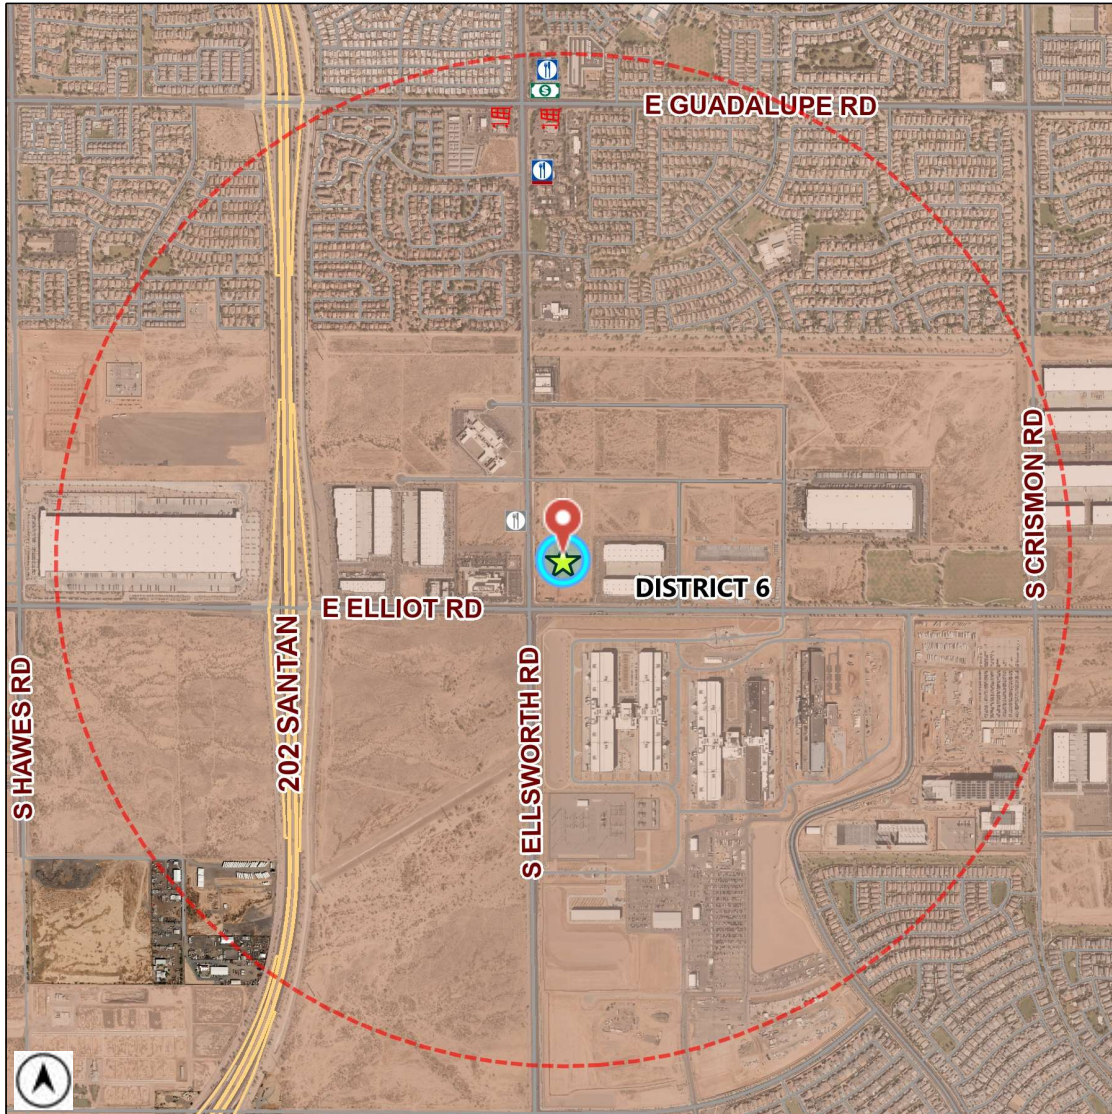 E GUADALUPE RD
S CRISMON RD
DISTRICT 6
E ELLIOT RD
S HAWES RD
202 SANTAN
S ELLSWORTH RD
$